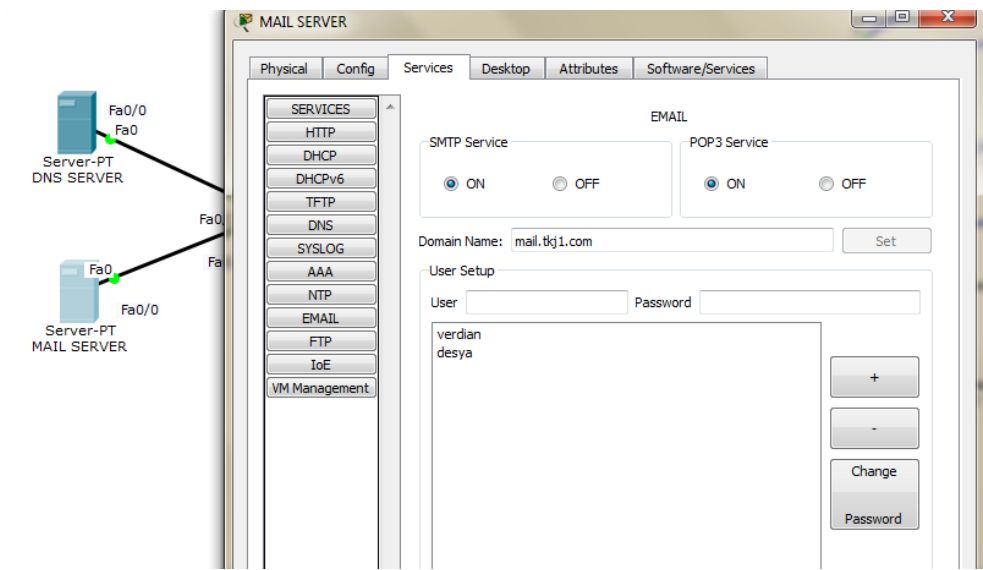 MAIL SERVER
Physical Config Services Desktop Attributes Software/Services
Fa0/0
Fa0
Server-PT
DNS SERVER
Fa0
Fa
Fa0
Fa0/0
Server-PT
MAIL SERVER
SERVICES
HTTP
DHCP
DHCPv6
TFTP
DNS
SYSLOG
AAA
NTP
EMAIL
FTP
IoE
VM Management
EMAIL
SMTP Service POP3 Service
ON OFF ON OFF
Domain Name: mail.tkj1.com Set
User Setup
User Password
verdian
desya
+
-
Change
Password